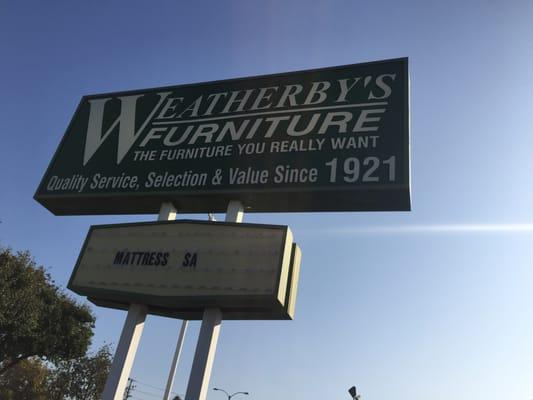 WEATHERBY'S
FURNITURE
THE FURNITURE YOU REALLY WANT
Quality Service, Selection & Value Since 1921
MATTRESS SA